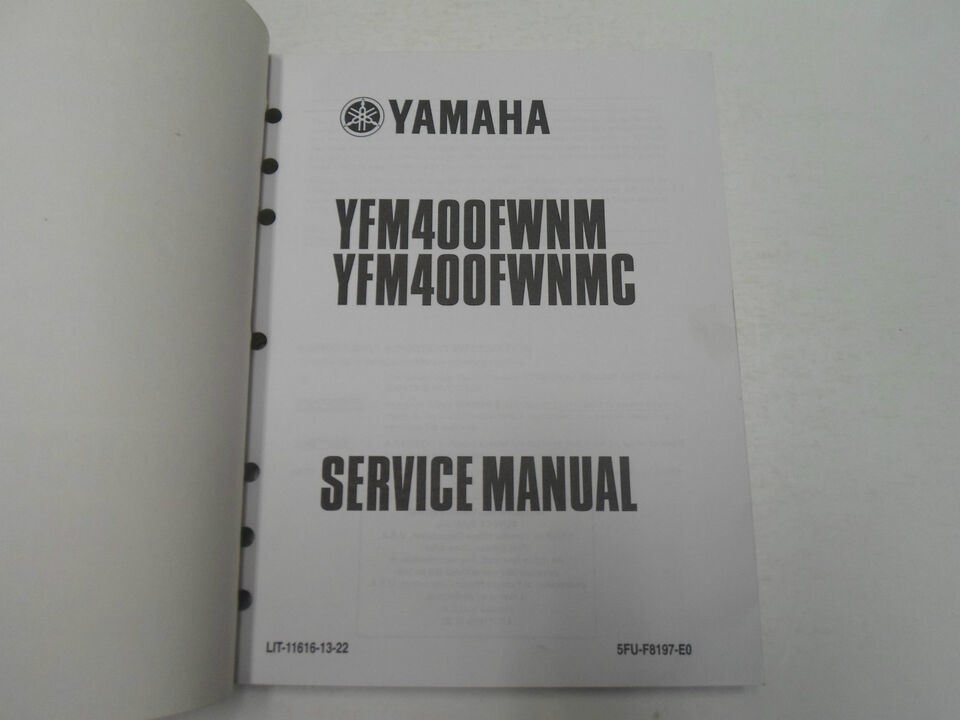 YAMAHA
YFM400FWNM
YFM400FWNMC
SERVICE MANUAL
LIT-11616-13-22 5FU-F8197-E0